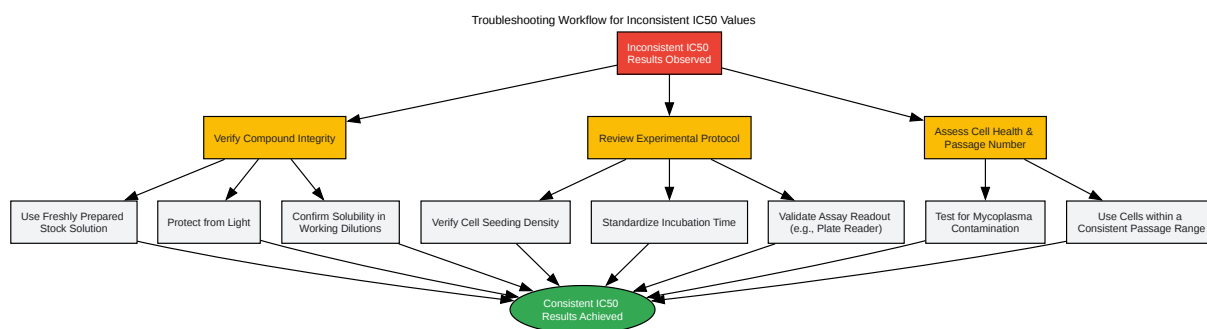 Troubleshooting Workflow for Inconsistent IC50 Values
Inconsistent IC50
Results Observed
Verify Compound Integrity
Review Experimental Protocol
Assess Cell Health &
Passage Number
Use Freshly Prepared
Stock Solution
Protect from Light
Confirm Solubility in
Working Dilutions
Verify Cell Seeding Density
Standardize Incubation Time
Validate Assay Readout
(e.g., Plate Reader)
Test for Mycoplasma
Contamination
Use Cells within a
Consistent Passage Range
Consistent IC50
Results Achieved